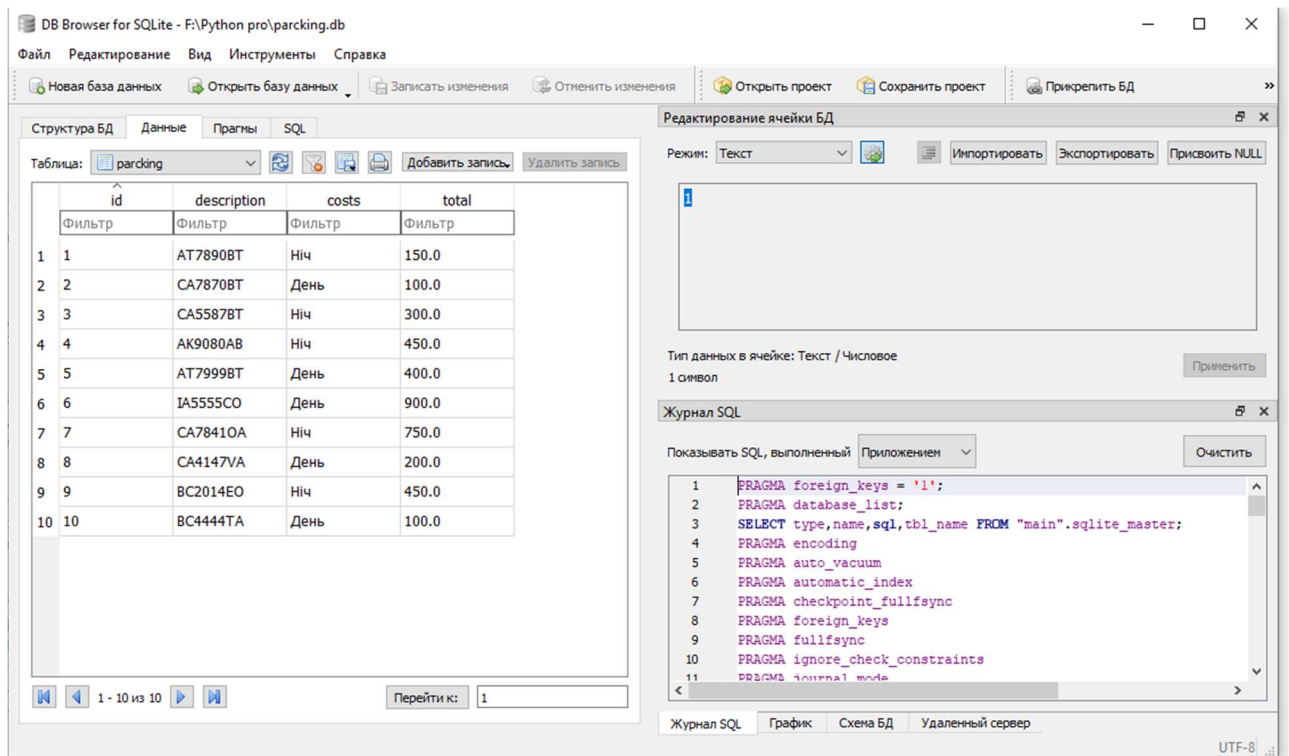 DB Browser for SQLite - F:\Python pro\parcking.db
Файл Редактирование Вид Инструменты Справка
Новая база данных Открыть базу данных Записать изменения Отменить изменения Открыть проект Сохранить проект Прикрепить БД »
Структура БД Данные Прагмы SQL
Таблица: parcking Добавить запись Удалить запись
id description costs total
Фильтр Фильтр Фильтр Фильтр
1 1 AT7890BT Ніч 150.0
2 2 CA7870BT День 100.0
3 3 CA5587BT Ніч 300.0
4 4 AK9080AB Ніч 450.0
5 5 AT7999BT День 400.0
6 6 IA5555CO День 900.0
7 7 CA7841OA Ніч 750.0
8 8 CA4147VA День 200.0
9 9 BC2014EO Ніч 450.0
10 10 BC4444TA День 100.0
1 - 10 из 10 Перейти к: 1
Редактирование ячейки БД
Режим: Текст Импортировать Экспортировать Присвоить NULL
1
Тип данных в ячейке: Текст / Числовое
1 символ
Применить
Журнал SQL
Показывать SQL, выполненный Приложением Очистить
1 PRAGMA foreign_keys = '1';
2 PRAGMA database_list;
3 SELECT type,name,sql,tbl_name FROM "main".sqlite_master;
4 PRAGMA encoding
5 PRAGMA auto_vacuum
6 PRAGMA automatic_index
7 PRAGMA checkpoint_fullfsync
8 PRAGMA foreign_keys
9 PRAGMA fullfsync
10 PRAGMA ignore_check_constraints
11 PRAGMA journal_mode
Журнал SQL График Схема БД Удаленный сервер
UTF-8